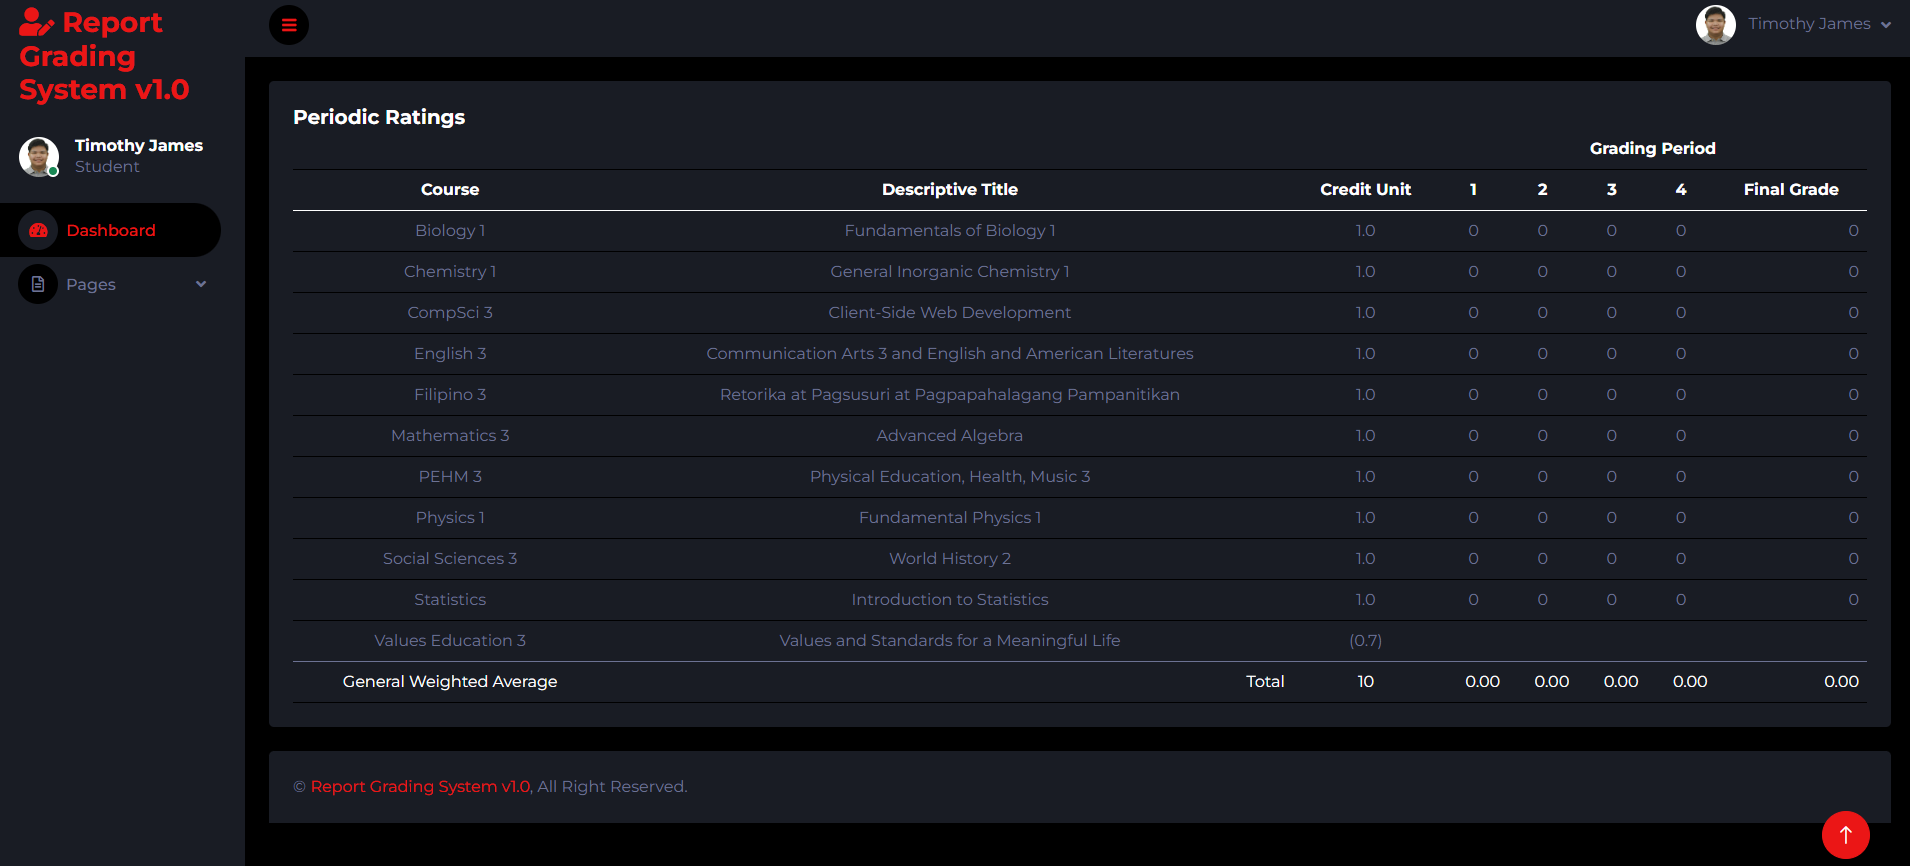 Report
Grading
System v1.0
Timothy James
Student
Dashboard
Pages
Timothy James
Periodic Ratings
Grading Period
Course Descriptive Title Credit Unit 1 2 3 4 Final Grade
Biology 1 Fundamentals of Biology 1 1.0 0 0 0 0 0
Chemistry 1 General Inorganic Chemistry 1 1.0 0 0 0 0 0
CompSci 3 Client-Side Web Development 1.0 0 0 0 0 0
English 3 Communication Arts 3 and English and American Literatures 1.0 0 0 0 0 0
Filipino 3 Retorika at Pagsusuri at Pagpapahalagang Pampanitikan 1.0 0 0 0 0 0
Mathematics 3 Advanced Algebra 1.0 0 0 0 0 0
PEHM 3 Physical Education, Health, Music 3 1.0 0 0 0 0 0
Physics 1 Fundamental Physics 1 1.0 0 0 0 0 0
Social Sciences 3 World History 2 1.0 0 0 0 0 0
Statistics Introduction to Statistics 1.0 0 0 0 0 0
Values Education 3 Values and Standards for a Meaningful Life (0.7)
General Weighted Average Total 10 0.00 0.00 0.00 0.00 0.00
© Report Grading System v1.0, All Right Reserved.